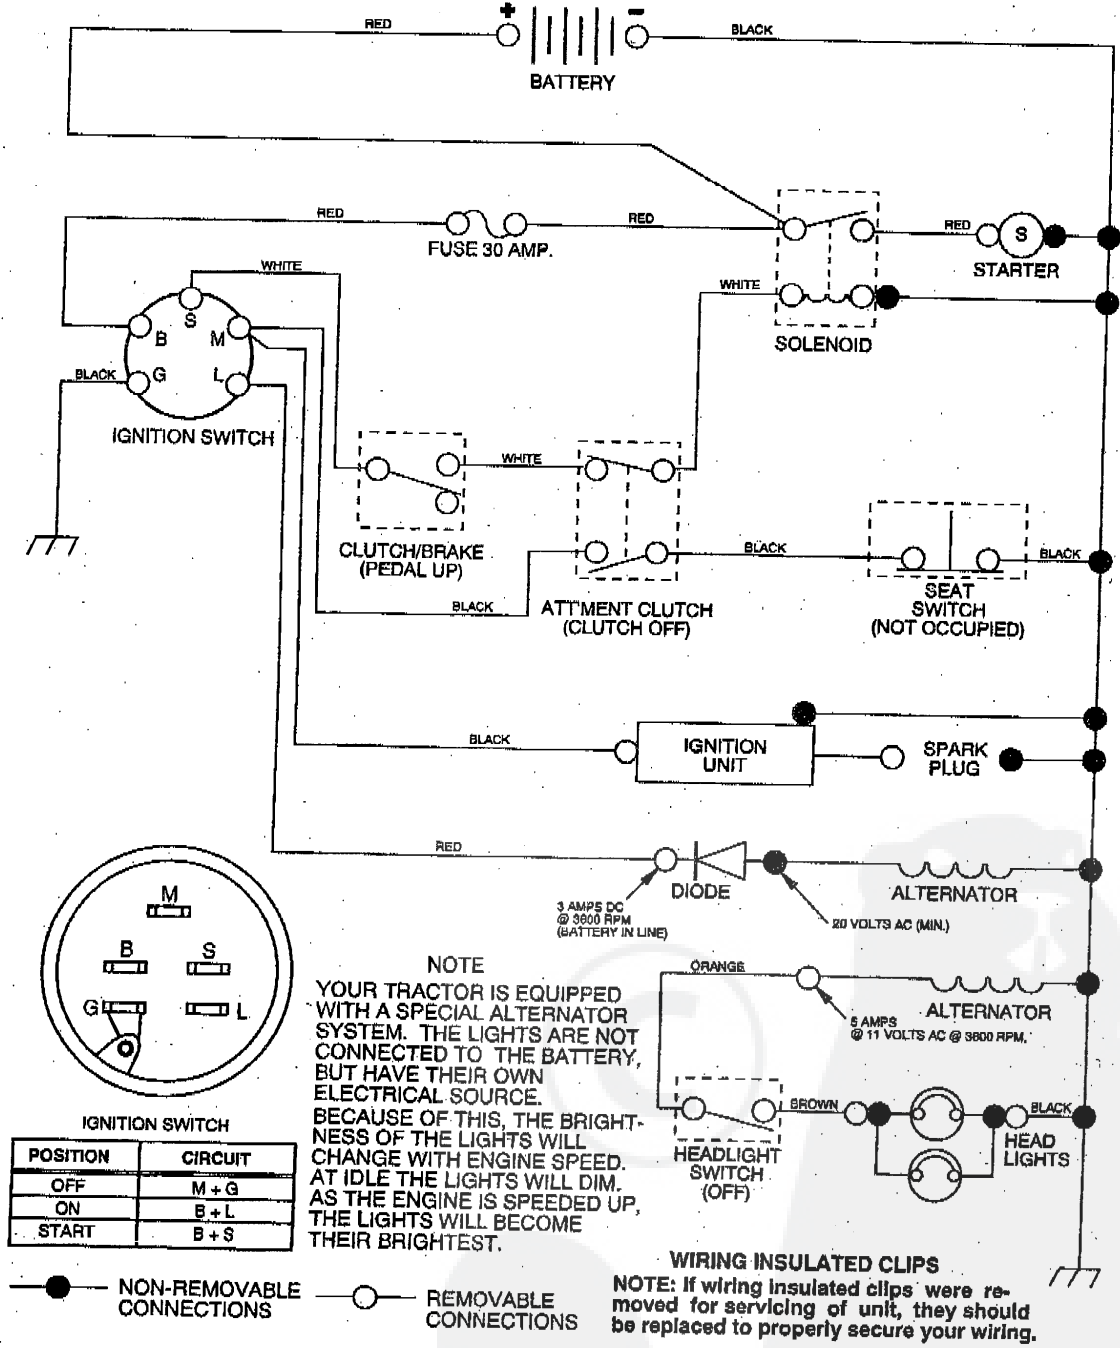 + −
RED
BLACK
BATTERY
RED
RED
RED
FUSE 30 AMP.
S
STARTER
WHITE
WHITE
SOLENOID
S
B
M
BLACK
G
L
IGNITION SWITCH
WHITE
CLUTCH/BRAKE
(PEDAL UP)
BLACK
BLACK
BLACK
ATT'MENT CLUTCH
(CLUTCH OFF)
SEAT
SWITCH
(NOT OCCUPIED)
BLACK
IGNITION
UNIT
SPARK
PLUG
RED
DIODE
ALTERNATOR
3 AMPS DC
@ 3600 RPM
(BATTERY IN LINE)
20 VOLTS AC (MIN.)
M
B
S
G
L
ORANGE
ALTERNATOR
5 AMPS
@ 11 VOLTS AC @ 3600 RPM.
NOTE
YOUR TRACTOR IS EQUIPPED
WITH A SPECIAL ALTERNATOR
SYSTEM. THE LIGHTS ARE NOT
CONNECTED TO THE BATTERY,
BUT HAVE THEIR OWN
ELECTRICAL SOURCE.
BECAUSE OF THIS, THE BRIGHT-
NESS OF THE LIGHTS WILL
CHANGE WITH ENGINE SPEED.
AT IDLE THE LIGHTS WILL DIM.
AS THE ENGINE IS SPEEDED UP,
THE LIGHTS WILL BECOME
THEIR BRIGHTEST.
BROWN
BLACK
HEADLIGHT
SWITCH
(OFF)
HEAD
LIGHTS
IGNITION SWITCH
POSITION CIRCUIT
OFF M + G
ON B + L
START B + S
NON-REMOVABLE
CONNECTIONS
REMOVABLE
CONNECTIONS
WIRING INSULATED CLIPS
NOTE: If wiring insulated clips were re-
moved for servicing of unit, they should
be replaced to properly secure your wiring.
©